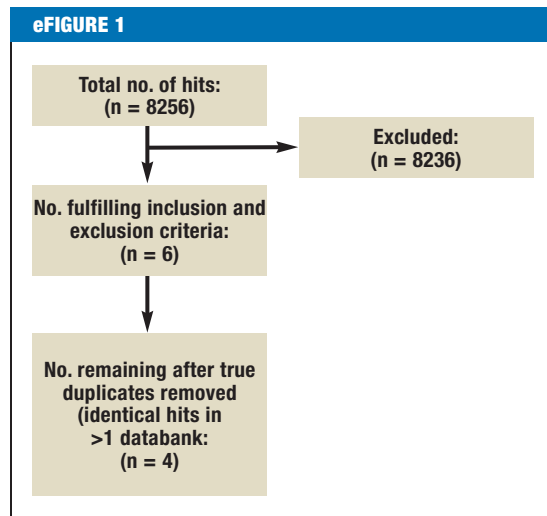 eFIGURE 1
Total no. of hits:
(n = 8256)
Excluded:
(n = 8236)
No. fulfilling inclusion and
exclusion criteria:
(n = 6)
No. remaining after true
duplicates removed
(identical hits in
>1 databank:
(n = 4)